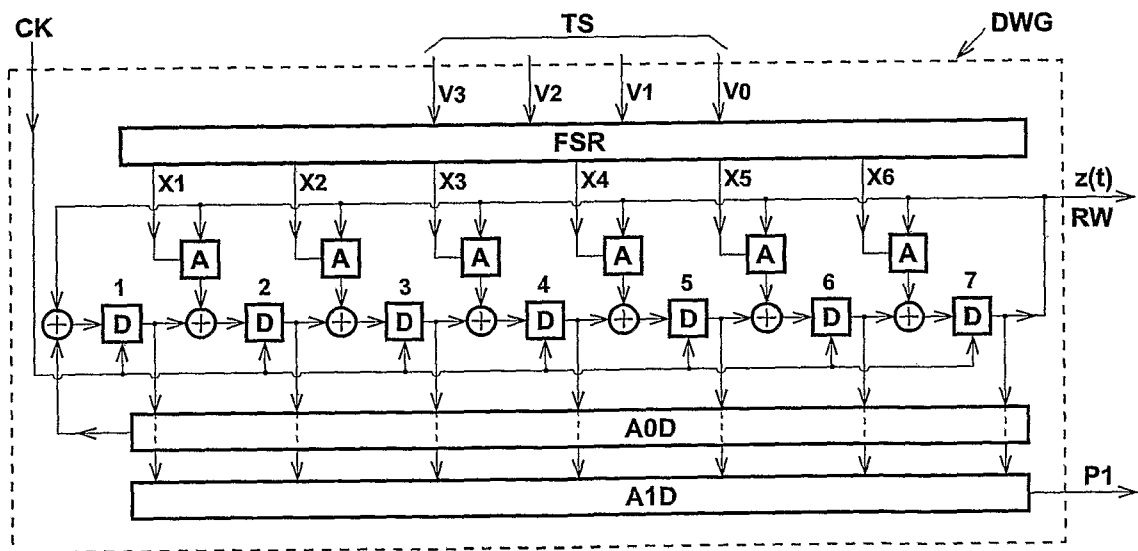 CK
TS
DWG
V3 V2 V1 V0
FSR
X1 X2 X3 X4 X5 X6
z(t)
RW
A A A A A A
1 2 3 4 5 6 7
D D D D D D D
A0D
A1D
P1